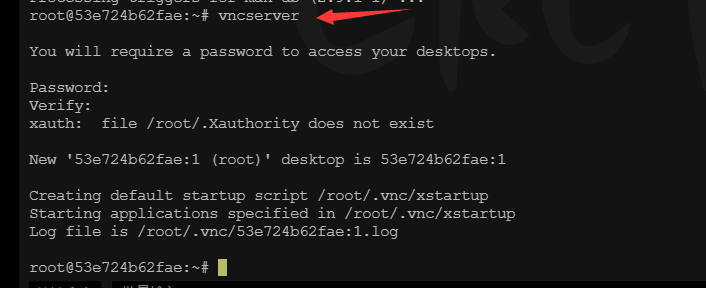 root@53e724b62fae:~# vncserver
You will require a password to access your desktops.
Password:
Verify:
xauth:  file /root/.Xauthority does not exist
New '53e724b62fae:1 (root)' desktop is 53e724b62fae:1
Creating default startup script /root/.vnc/xstartup
Starting applications specified in /root/.vnc/xstartup
Log file is /root/.vnc/53e724b62fae:1.log
root@53e724b62fae:~#